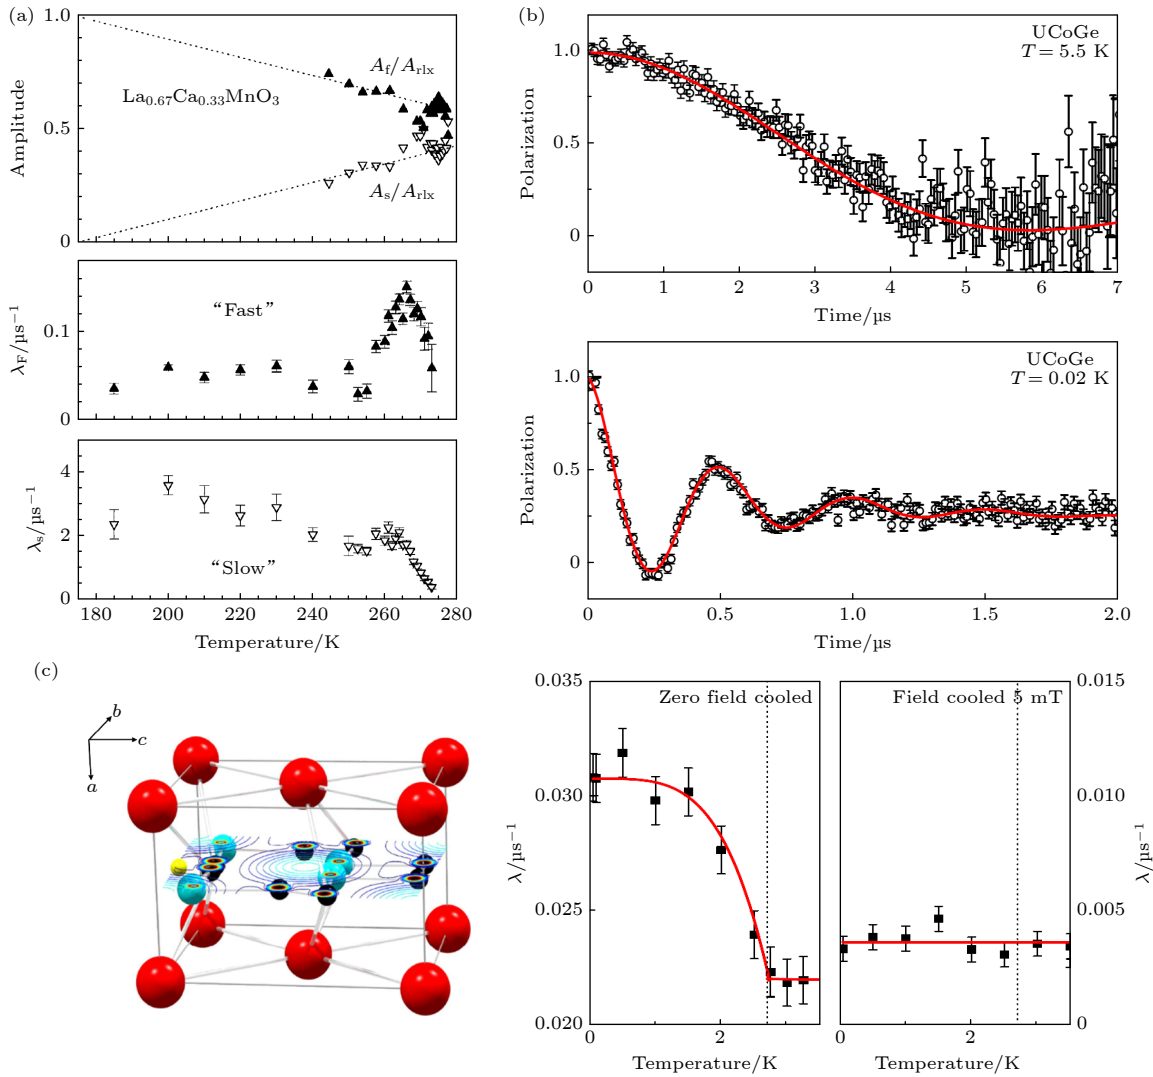 (a)
1.0
0.5
0
Amplitude
La0.67Ca0.33MnO3
Af/Arlx
As/Arlx
0.1
0
λF/μs−1
“Fast”
4
2
0
λs/μs−1
“Slow”
180 200 220 240 260 280
Temperature/K
(b)
UCoGe
T = 5.5 K
1.0
0.5
0
Polarization
0 1 2 3 4 5 6 7
Time/μs
UCoGe
T = 0.02 K
1.0
0.5
0
Polarization
0 0.5 1.0 1.5 2.0
Time/μs
(c)
b
c
a
0.035
0.030
0.025
0.020
λ/μs−1
Zero field cooled
2
Temperature/K
Field cooled 5 mT
0.015
0.010
0.005
0
λ/μs−1
2
Temperature/K